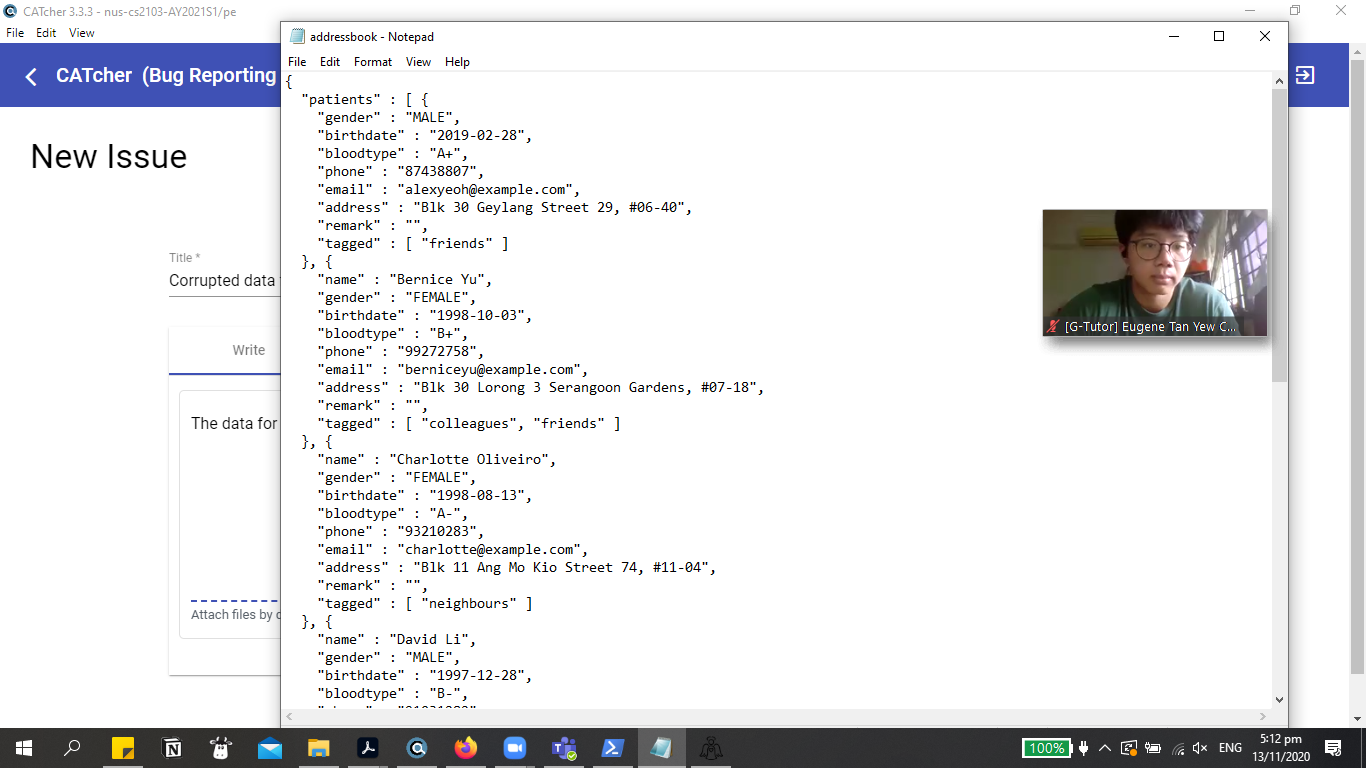 CATcher 3.3.3 - nus-cs2103-AY2021S1/pe
File Edit View
CATcher (Bug Reporting
New Issue
Title *
Corrupted data
Write
The data for
Attach files by
addressbook - Notepad
File Edit Format View Help
{
"patients" : [ {
"gender" : "MALE",
"birthdate" : "2019-02-28",
"bloodtype" : "A+",
"phone" : "87438807",
"email" : "alexyeoh@example.com",
"address" : "Blk 30 Geylang Street 29, #06-40",
"remark" : "",
"tagged" : [ "friends" ]
}, {
"name" : "Bernice Yu",
"gender" : "FEMALE",
"birthdate" : "1998-10-03",
"bloodtype" : "B+",
"phone" : "99272758",
"email" : "berniceyu@example.com",
"address" : "Blk 30 Lorong 3 Serangoon Gardens, #07-18",
"remark" : "",
"tagged" : [ "colleagues", "friends" ]
}, {
"name" : "Charlotte Oliveiro",
"gender" : "FEMALE",
"birthdate" : "1998-08-13",
"bloodtype" : "A-",
"phone" : "93210283",
"email" : "charlotte@example.com",
"address" : "Blk 11 Ang Mo Kio Street 74, #11-04",
"remark" : "",
"tagged" : [ "neighbours" ]
}, {
"name" : "David Li",
"gender" : "MALE",
"birthdate" : "1997-12-28",
"bloodtype" : "B-",
[G-Tutor] Eugene Tan Yew C...
100%
ENG
5:12 pm
13/11/2020